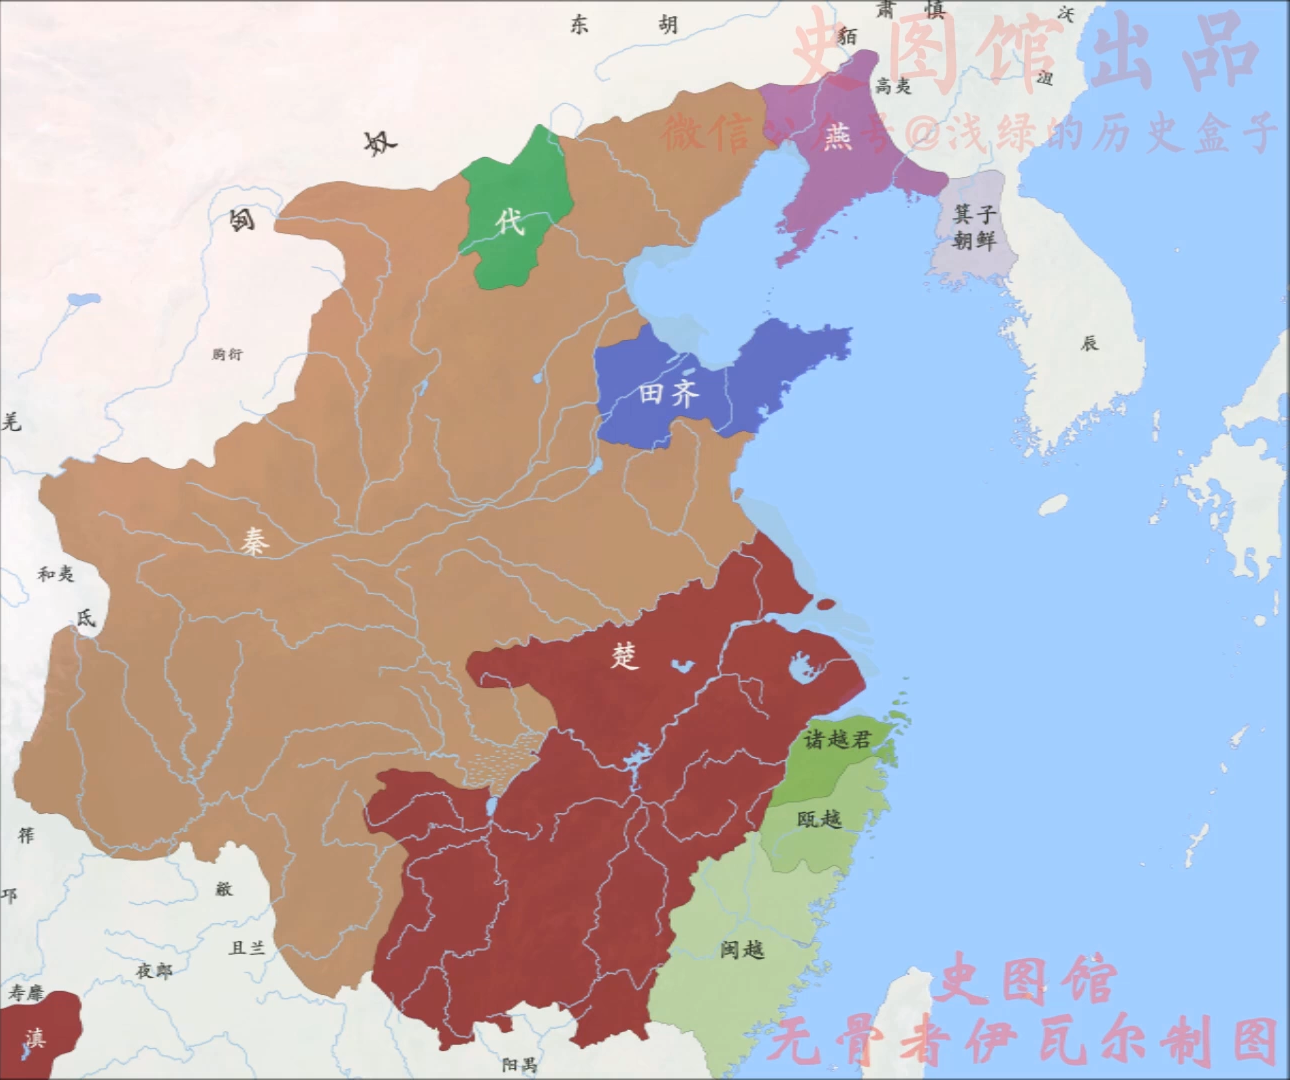 东 胡
肃 慎
沃
沮
貊
史图馆出品
高夷
微信公众号@浅绿的历史盒子
奴
匈
代
燕
箕子
朝鲜
朐衍
辰
羌
田齐
秦
和夷
氐
楚
诸越君
瓯越
筰
邛
敝
且兰
夜郎
闽越
寿靡
滇
阳禺
史图馆
无骨者伊瓦尔制图